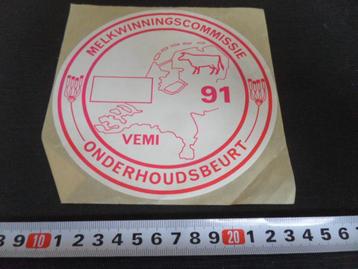 MELKWINNINGSCOMMISSIE
91
VEMI
ONDERHOUDSBEURT
8 9 10 1 2 3 4 5 6 7 8 9 20 1 2 3 4 5